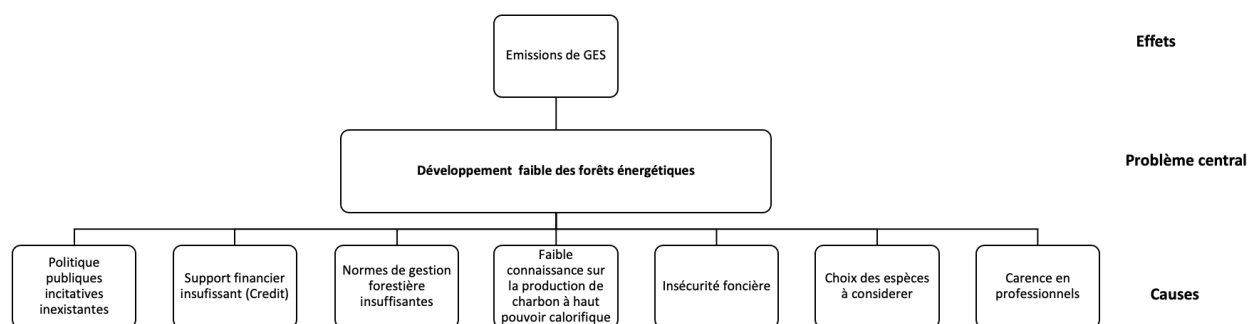 Emissions de GES
Effets
Développement faible des forêts énergétiques
Problème central
Politique
publiques
incitatives
inexistantes
Support financier
insufissant (Credit)
Normes de gestion
forestière
insuffisantes
Faible
connaissance sur
la production de
charbon à haut
pouvoir calorifique
Insécurité foncière
Choix des espèces
à considerer
Carence en
professionnels
Causes